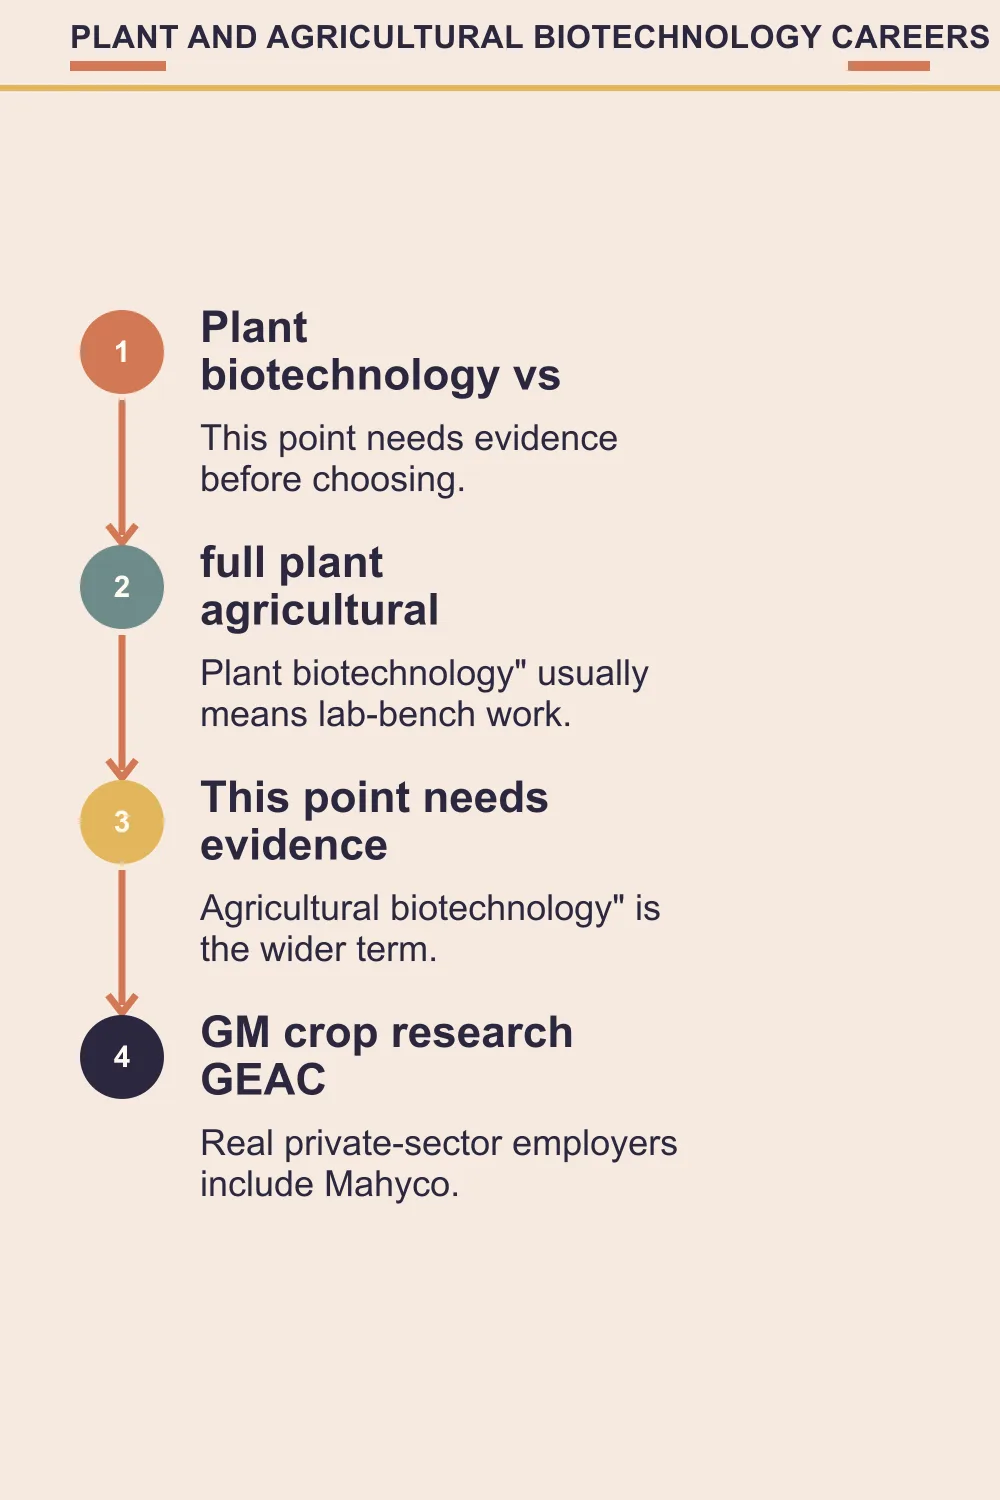 PLANT AND AGRICULTURAL BIOTECHNOLOGY CAREERS
1
Plant
biotechnology vs
This point needs evidence
before choosing.
2
full plant
agricultural
Plant biotechnology" usually
means lab-bench work.
3
This point needs
evidence
Agricultural biotechnology" is
the wider term.
4
GM crop research
GEAC
Real private-sector employers
include Mahyco.